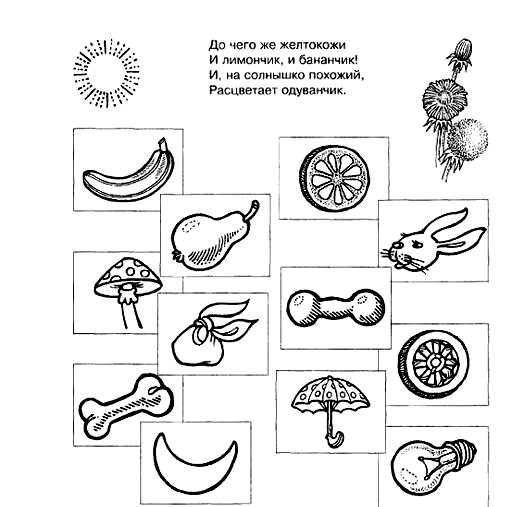 До чего же желтокожи
И лимончик, и бананчик!
И, на солнышко похожий,
Расцветает одуванчик.